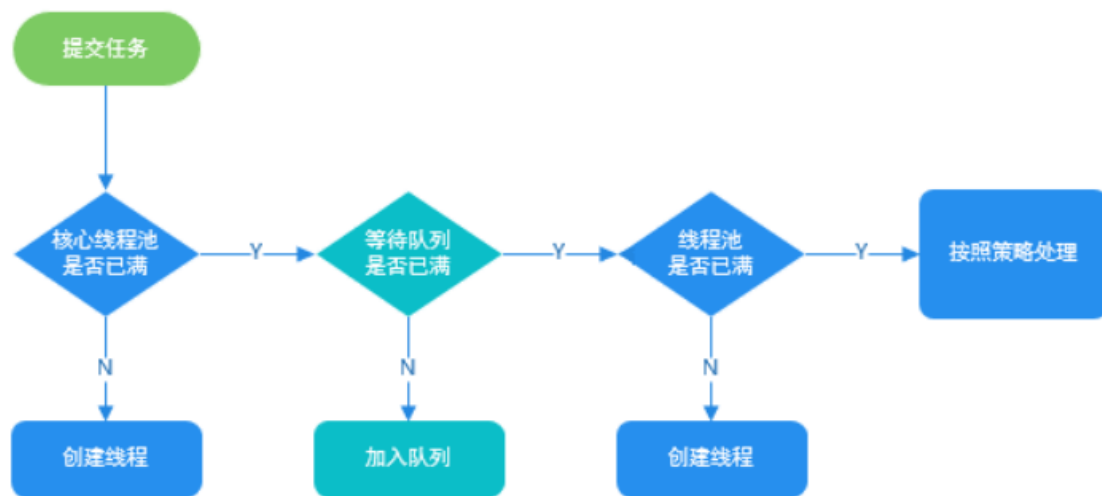 提交任务
核心线程池
是否已满
Y
等待队列
是否已满
Y
线程池
是否已满
Y
按照策略处理
N
N
N
创建线程
加入队列
创建线程